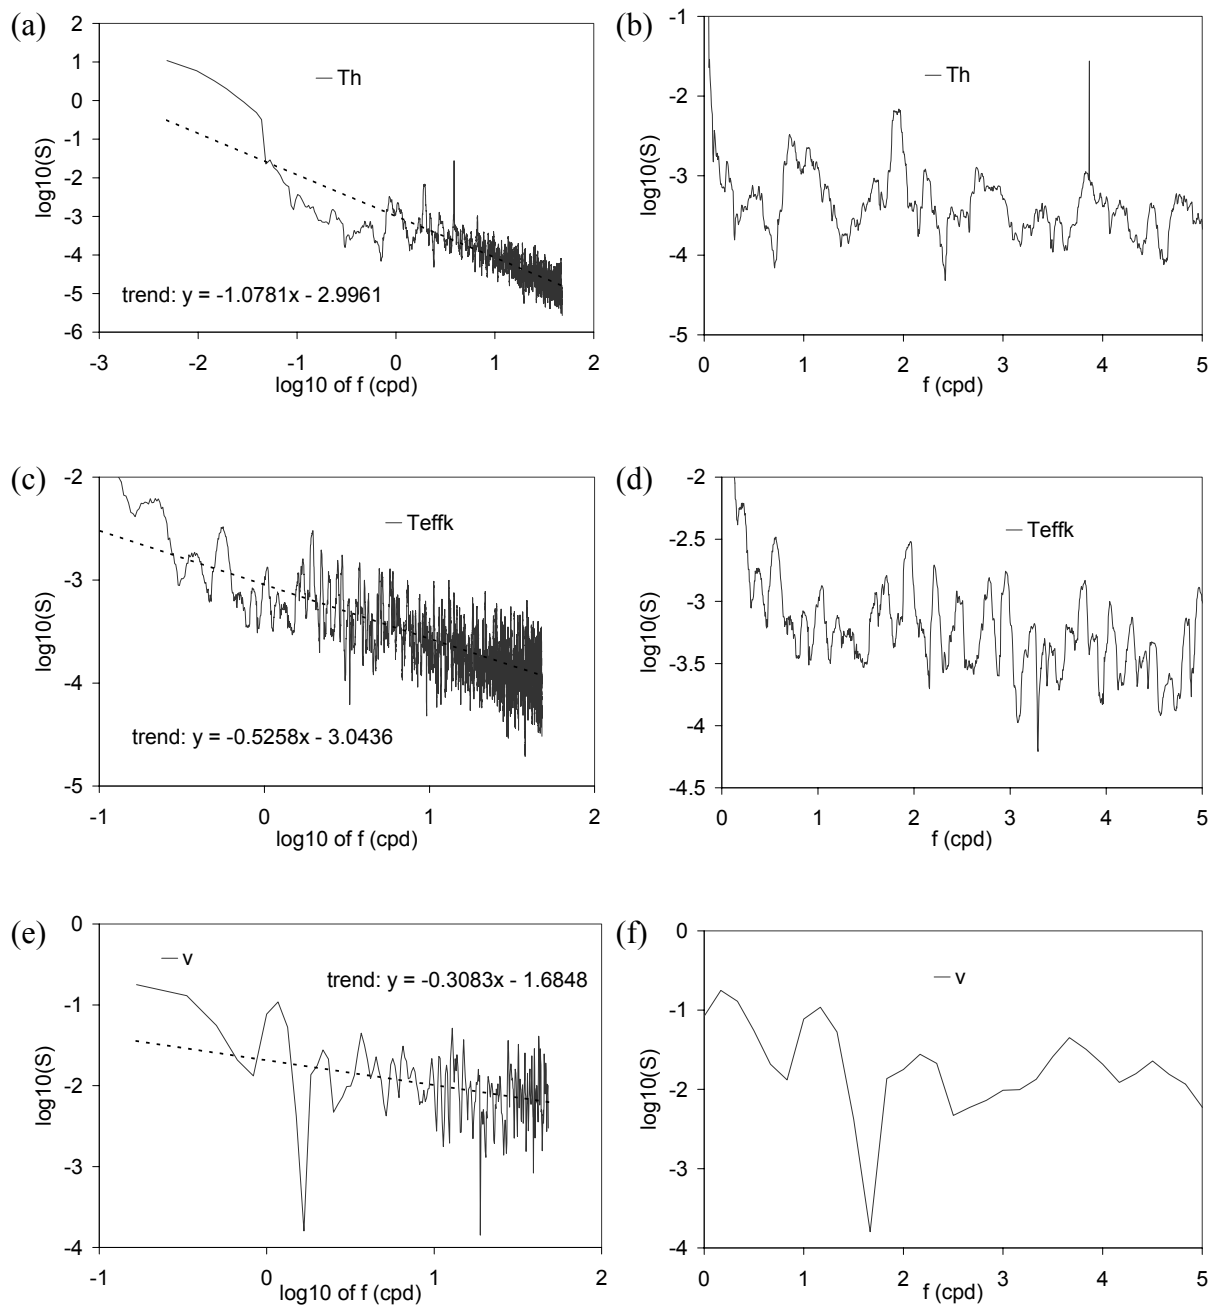 (a)
2
1
0
-1
-2
-3
-4
-5
-6
log10(S)
Th
trend: y = -1.0781x - 2.9961
-3 -2 -1 0 1 2
log10 of f (cpd)
(b)
-1
-2
-3
-4
-5
log10(S)
Th
0 1 2 3 4 5
f (cpd)
(c)
-2
-3
-4
-5
log10(S)
Teffk
trend: y = -0.5258x - 3.0436
-1 0 1 2
log10 of f (cpd)
(d)
-2
-2.5
-3
-3.5
-4
-4.5
log10(S)
Teffk
0 1 2 3 4 5
f (cpd)
(e)
0
-1
-2
-3
-4
log10(S)
v
trend: y = -0.3083x - 1.6848
-1 0 1 2
log10 of f (cpd)
(f)
0
-1
-2
-3
-4
log10(S)
v
0 1 2 3 4 5
f (cpd)